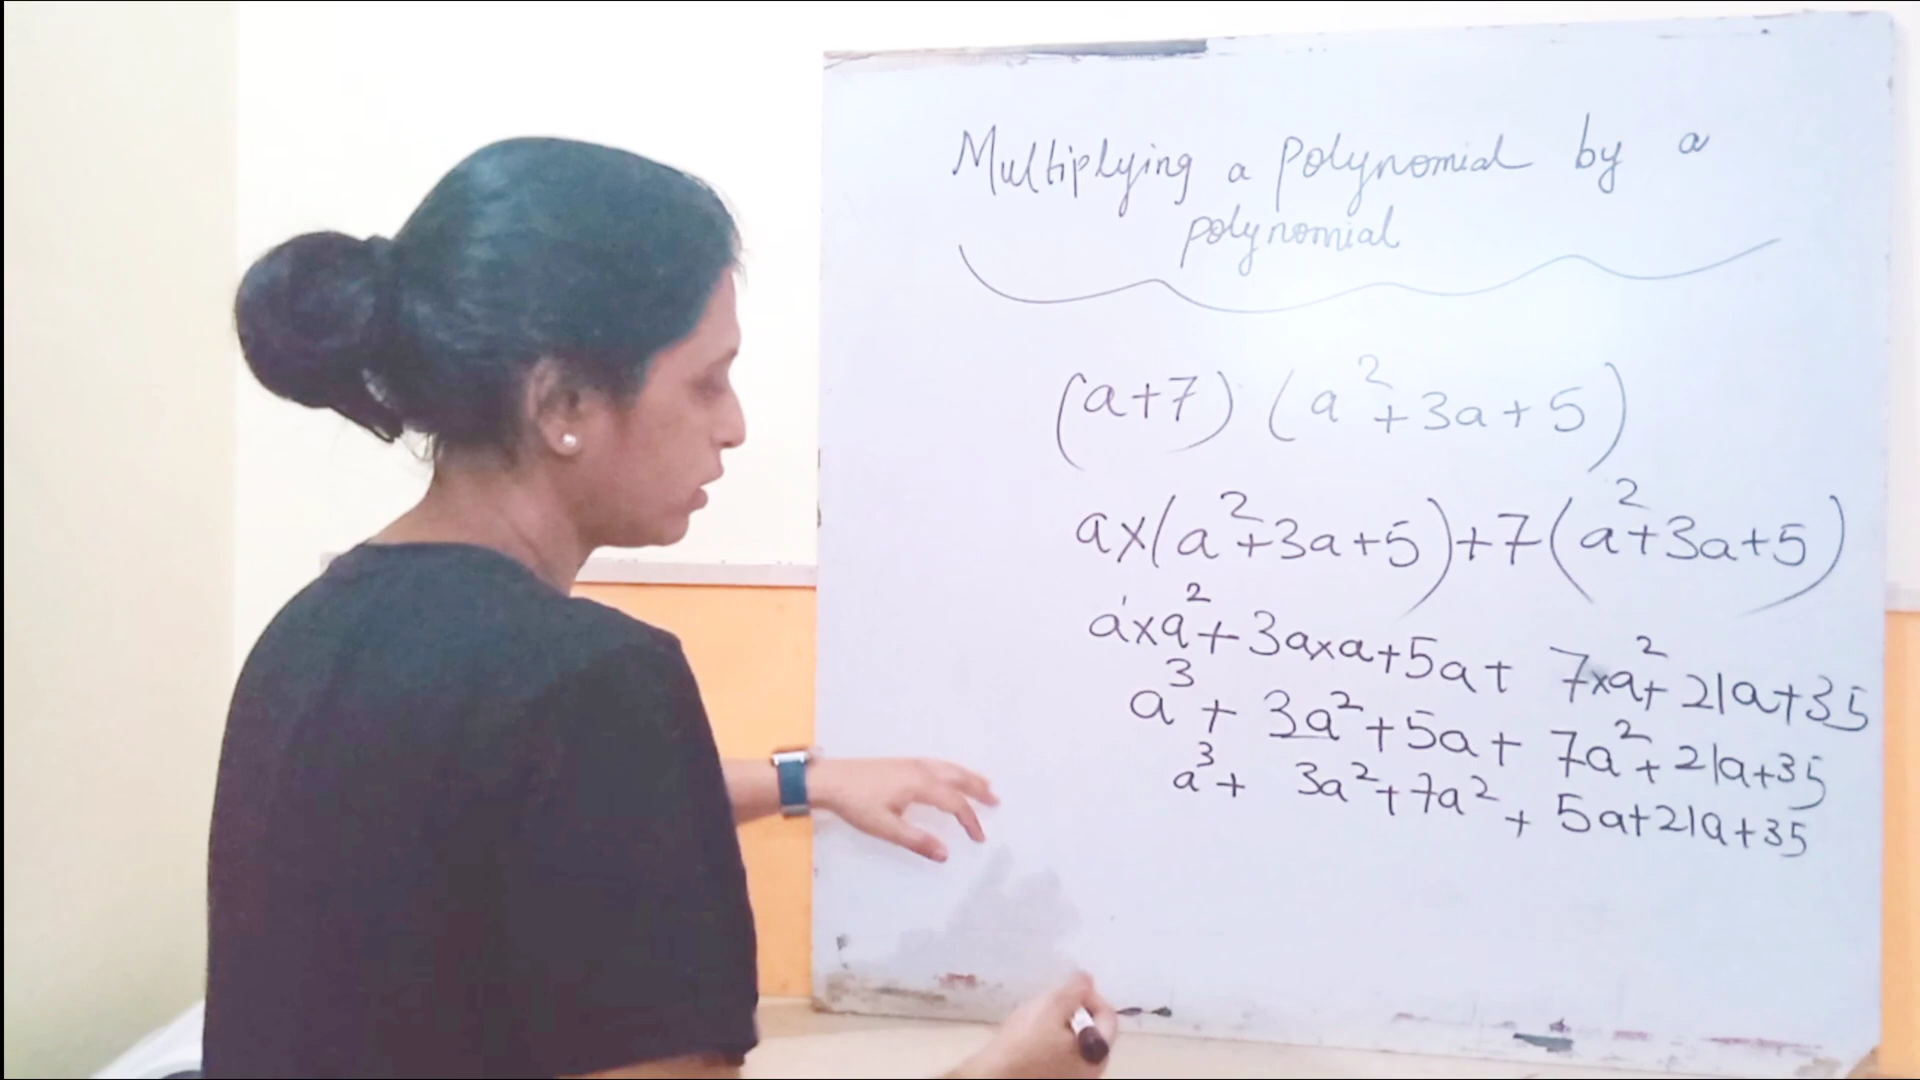 Multiplying a polynomial by a
polynomial
(a+7) (a²+3a+5)
a×(a²+3a+5)+7(a²+3a+5)
a¹×a²+3a×a+5a+ 7×a²+21a+35
a³+ 3a²+5a+ 7a²+21a+35
a³+ 3a²+7a²+ 5a+21a+35